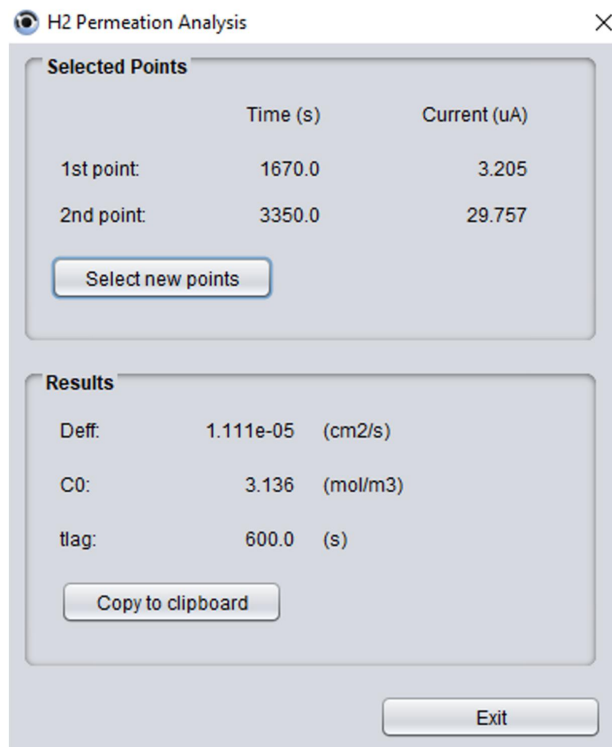 H2 Permeation Analysis
Selected Points
Time (s) Current (uA)
1st point: 1670.0 3.205
2nd point: 3350.0 29.757
Select new points
Results
Deff: 1.111e-05 (cm2/s)
C0: 3.136 (mol/m3)
tlag: 600.0 (s)
Copy to clipboard
Exit